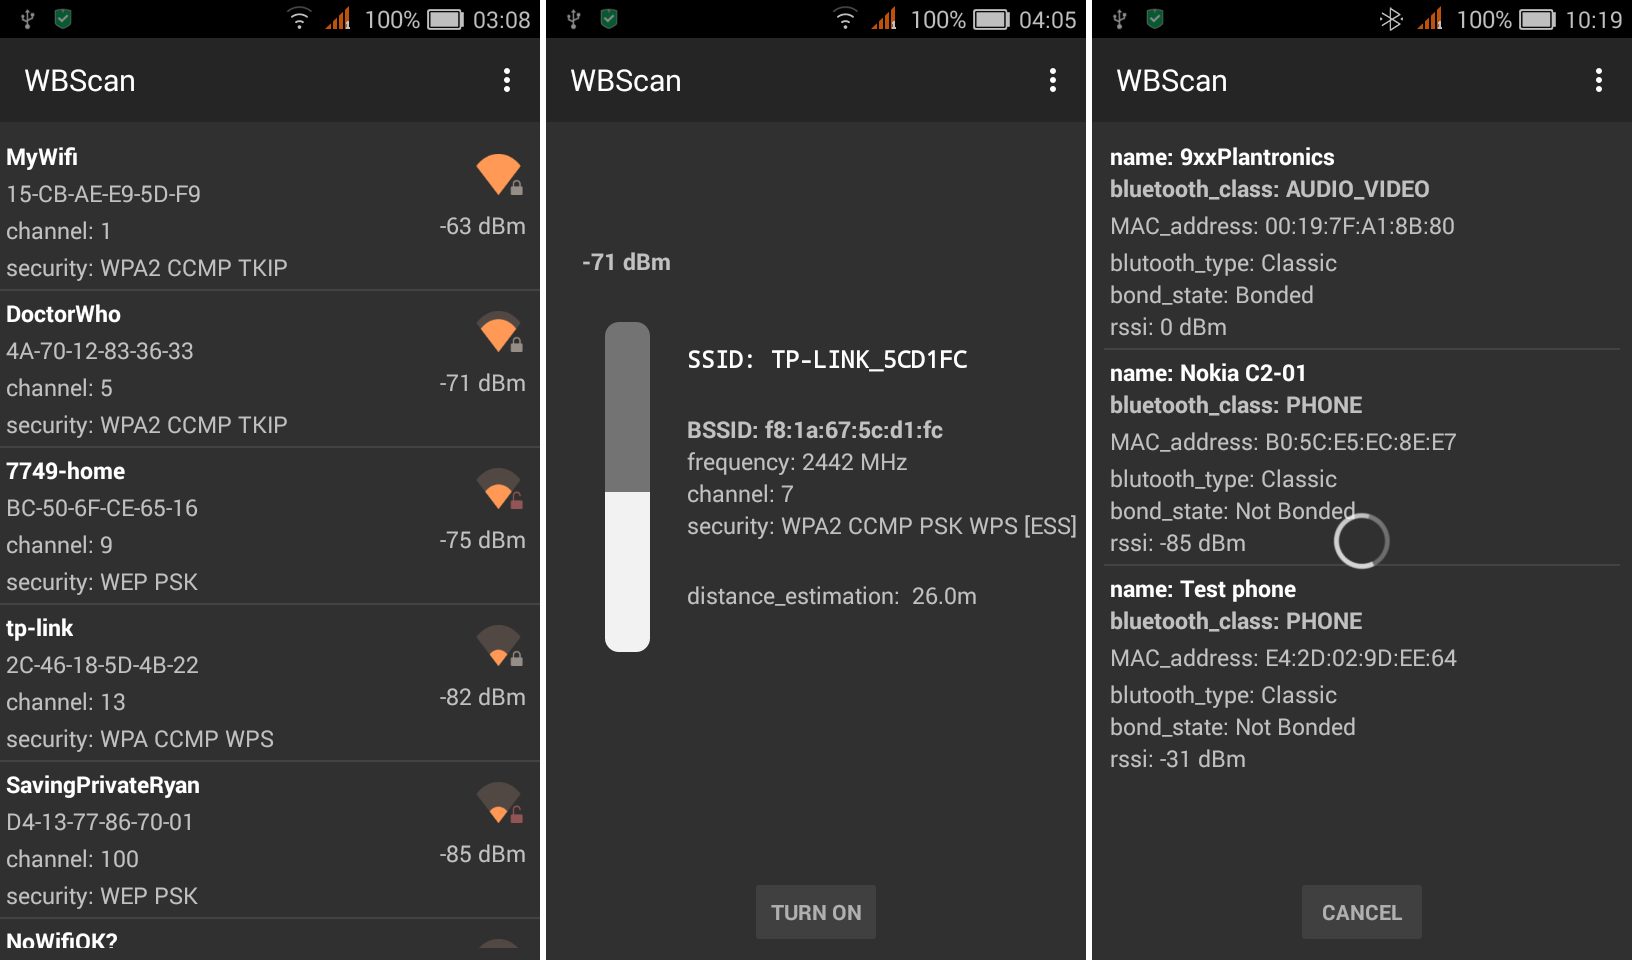 100% 03:08
WBScan
MyWifi
15-CB-AE-E9-5D-F9
channel: 1
-63 dBm
security: WPA2 CCMP TKIP
DoctorWho
4A-70-12-83-36-33
channel: 5
-71 dBm
security: WPA2 CCMP TKIP
7749-home
BC-50-6F-CE-65-16
channel: 9
-75 dBm
security: WEP PSK
tp-link
2C-46-18-5D-4B-22
channel: 13
-82 dBm
security: WPA CCMP WPS
SavingPrivateRyan
D4-13-77-86-70-01
channel: 100
-85 dBm
security: WEP PSK
NoWifiOK?
100% 04:05
WBScan
-71 dBm
SSID: TP-LINK_5CD1FC
BSSID: f8:1a:67:5c:d1:fc
frequency: 2442 MHz
channel: 7
security: WPA2 CCMP PSK WPS [ESS]
distance_estimation: 26.0m
TURN ON
100% 10:19
WBScan
name: 9xxPlantronics
bluetooth_class: AUDIO_VIDEO
MAC_address: 00:19:7F:A1:8B:80
blutooth_type: Classic
bond_state: Bonded
rssi: 0 dBm
name: Nokia C2-01
bluetooth_class: PHONE
MAC_address: B0:5C:E5:EC:8E:E7
blutooth_type: Classic
bond_state: Not Bonded
rssi: -85 dBm
name: Test phone
bluetooth_class: PHONE
MAC_address: E4:2D:02:9D:EE:64
blutooth_type: Classic
bond_state: Not Bonded
rssi: -31 dBm
CANCEL